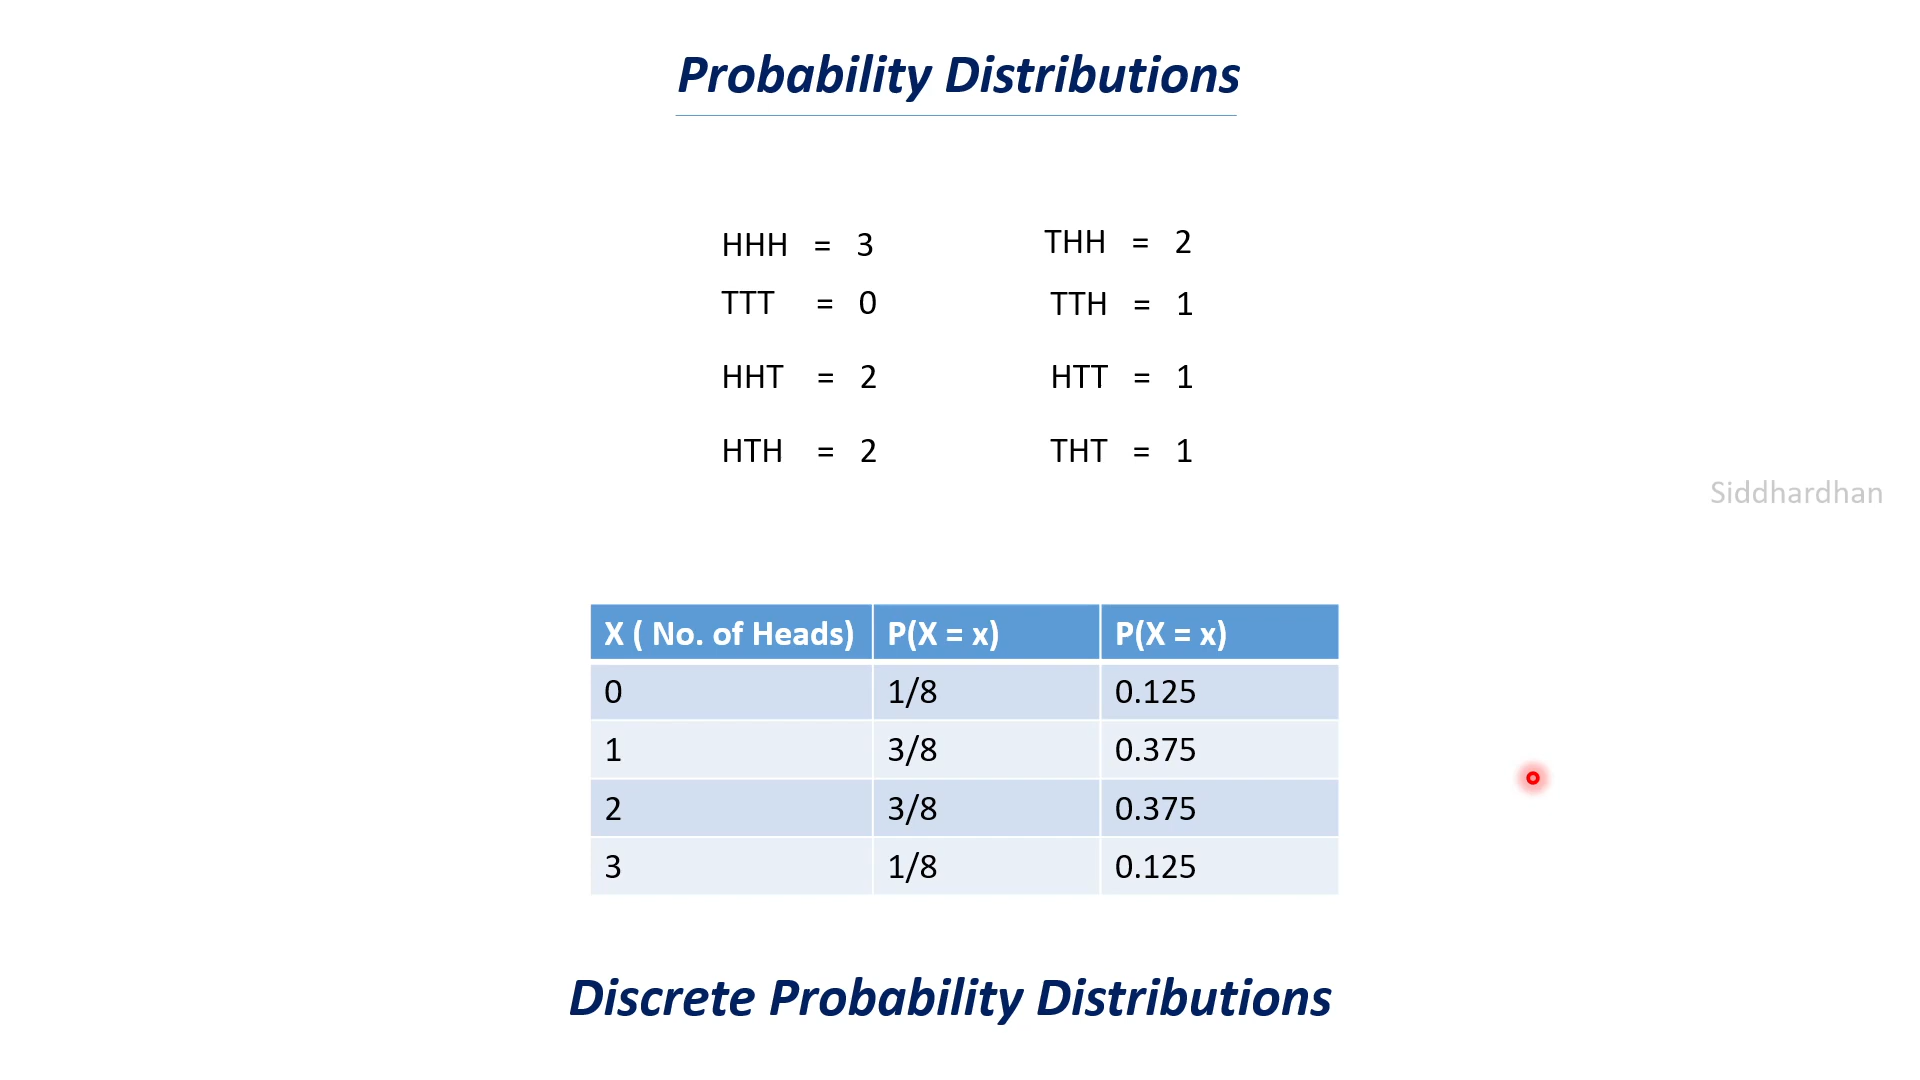 Probability Distributions
HHH = 3
THH = 2
TTT = 0
TTH = 1
HHT = 2
HTT = 1
HTH = 2
THT = 1
Siddhardhan
X ( No. of Heads) P(X = x) P(X = x)
0 1/8 0.125
1 3/8 0.375
2 3/8 0.375
3 1/8 0.125
Discrete Probability Distributions